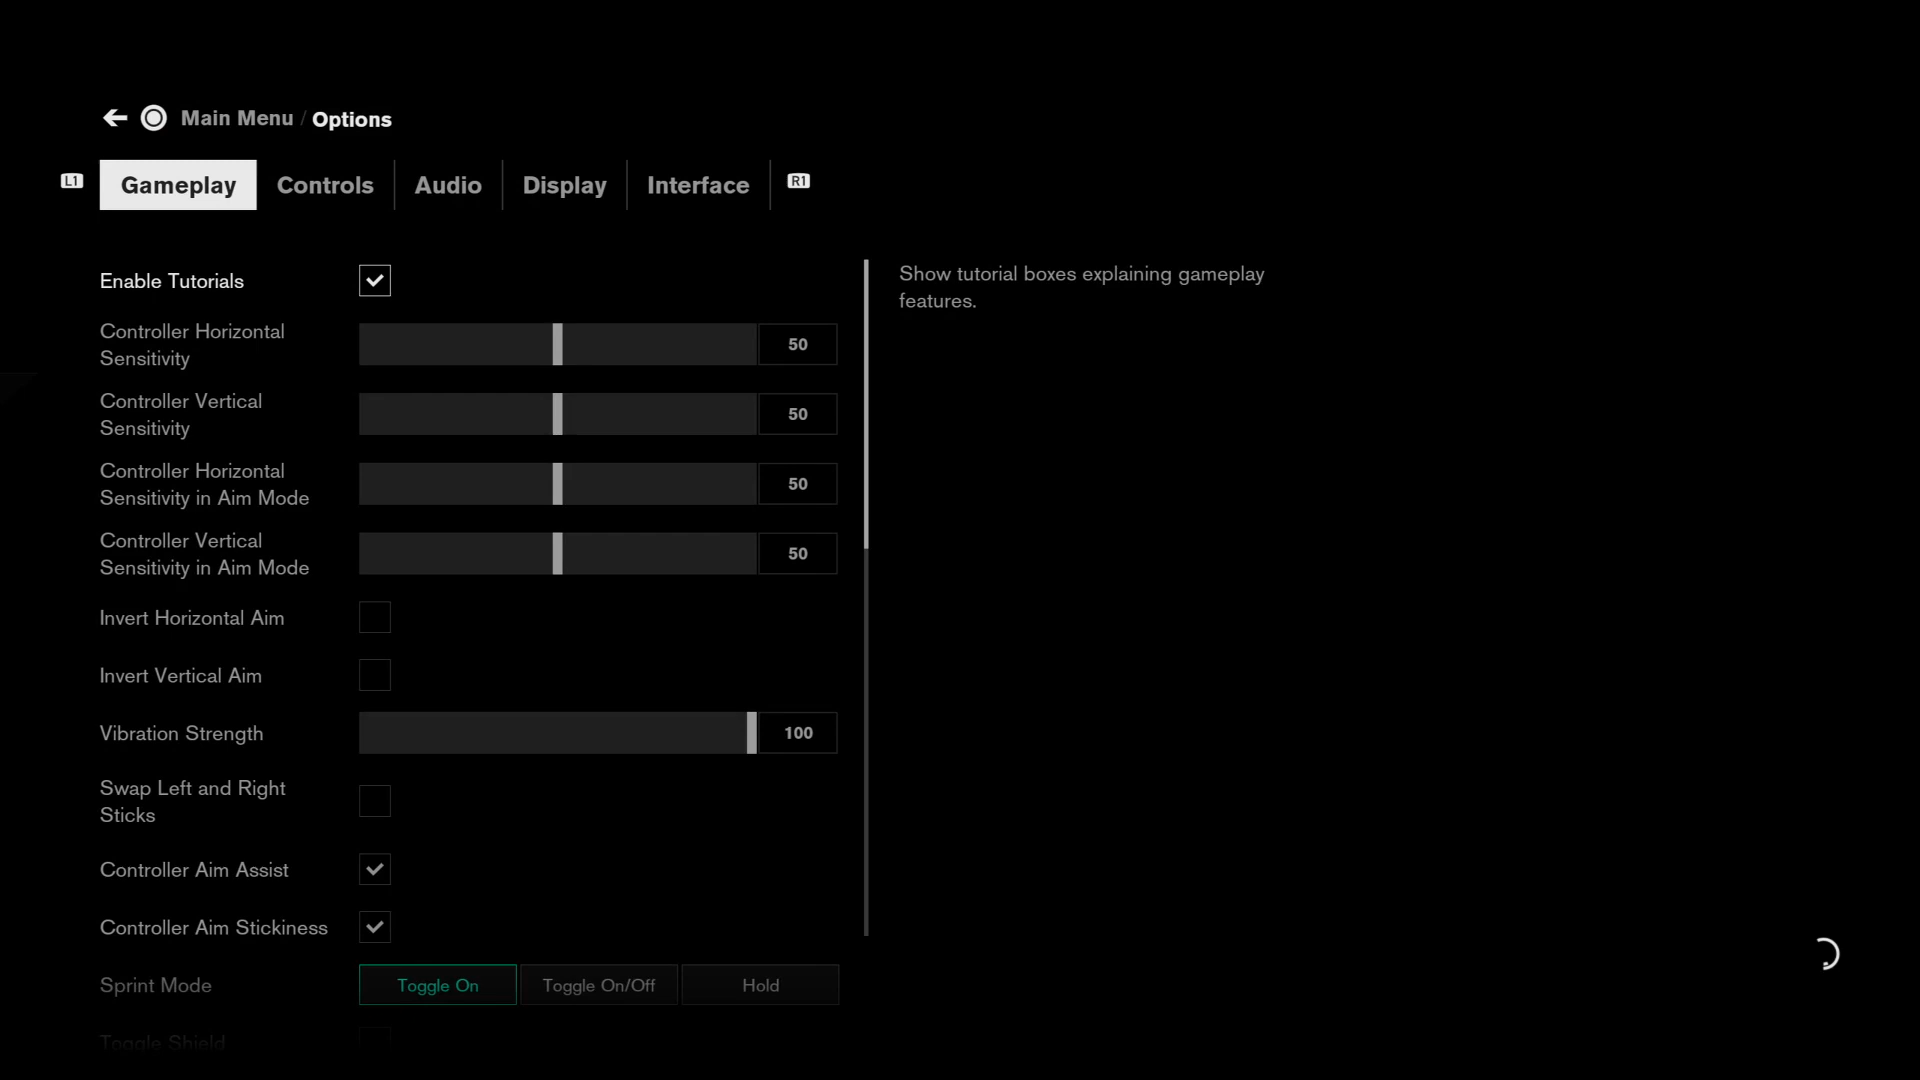 Main Menu / Options
L1 Gameplay Controls Audio Display Interface R1
Enable Tutorials
Show tutorial boxes explaining gameplay
features.
Controller Horizontal
Sensitivity
50
Controller Vertical
Sensitivity
50
Controller Horizontal
Sensitivity in Aim Mode
50
Controller Vertical
Sensitivity in Aim Mode
50
Invert Horizontal Aim
Invert Vertical Aim
Vibration Strength 100
Swap Left and Right
Sticks
Controller Aim Assist
Controller Aim Stickiness
Sprint Mode Toggle On Toggle On/Off Hold
Toggle Shield